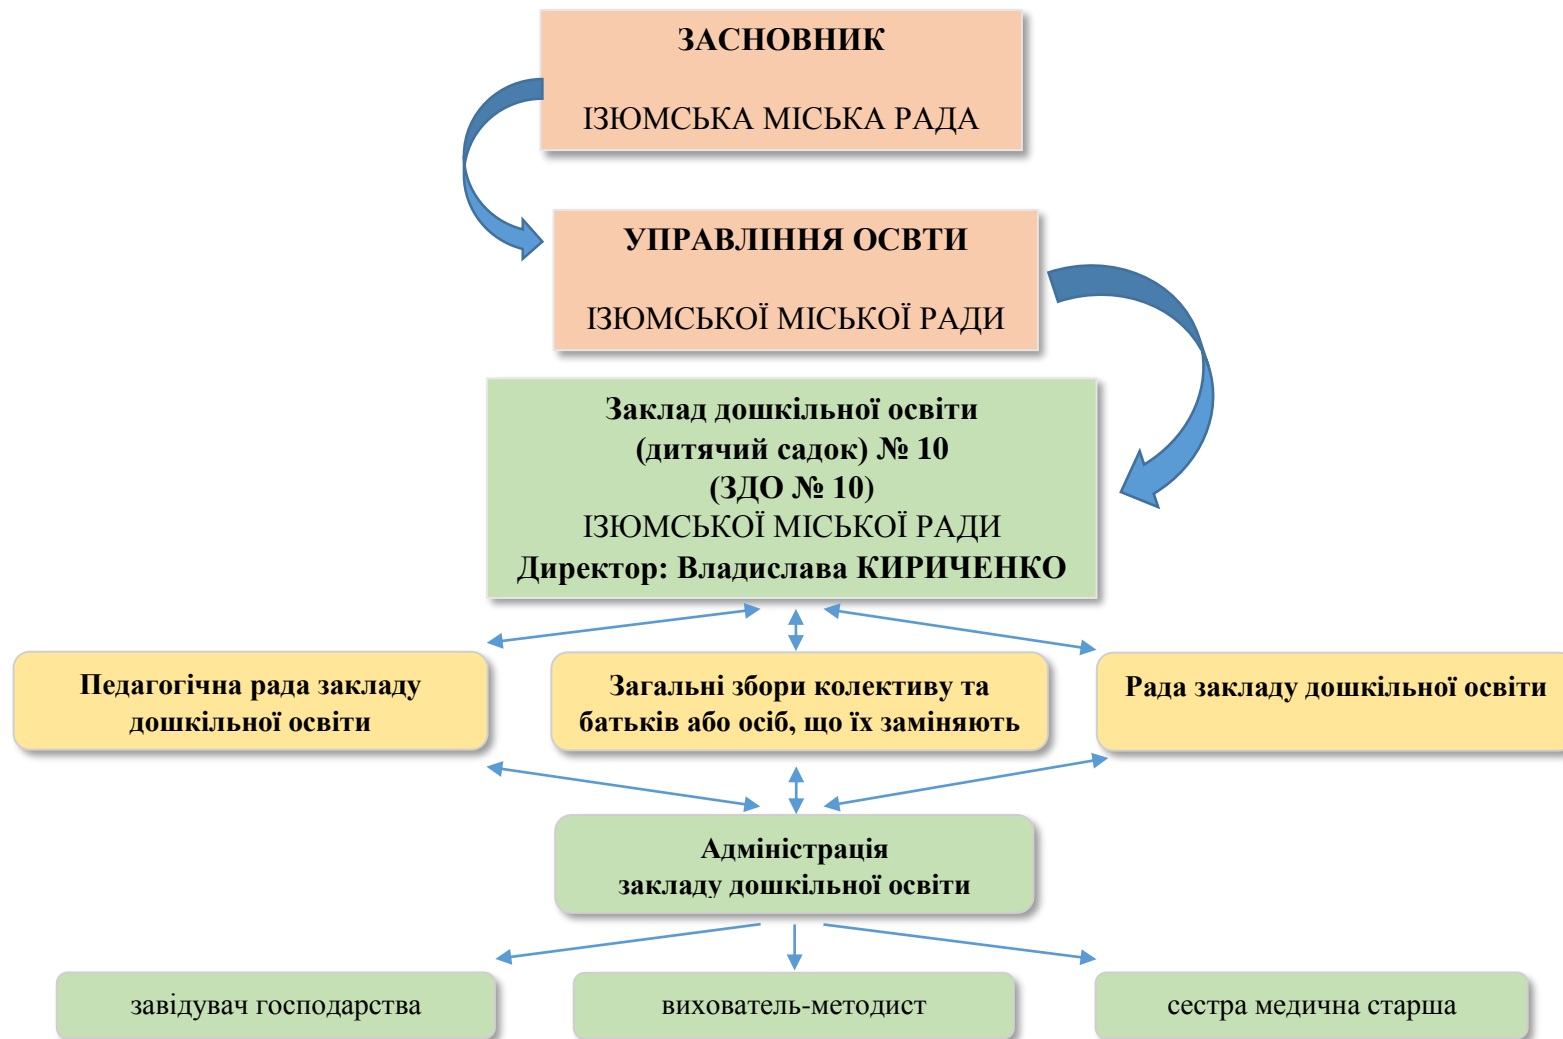 ЗАСНОВНИК
ІЗЮМСЬКА МІСЬКА РАДА
УПРАВЛІННЯ ОСВТИ
ІЗЮМСЬКОЇ МІСЬКОЇ РАДИ
Заклад дошкільної освіти
(дитячий садок) № 10
(ЗДО № 10)
ІЗЮМСЬКОЇ МІСЬКОЇ РАДИ
Директор: Владислава КИРИЧЕНКО
Педагогічна рада закладу
дошкільної освіти
Загальні збори колективу та
батьків або осіб, що їх заміняють
Рада закладу дошкільної освіти
Адміністрація
закладу дошкільної освіти
завідувач господарства
вихователь-методист
сестра медична старша